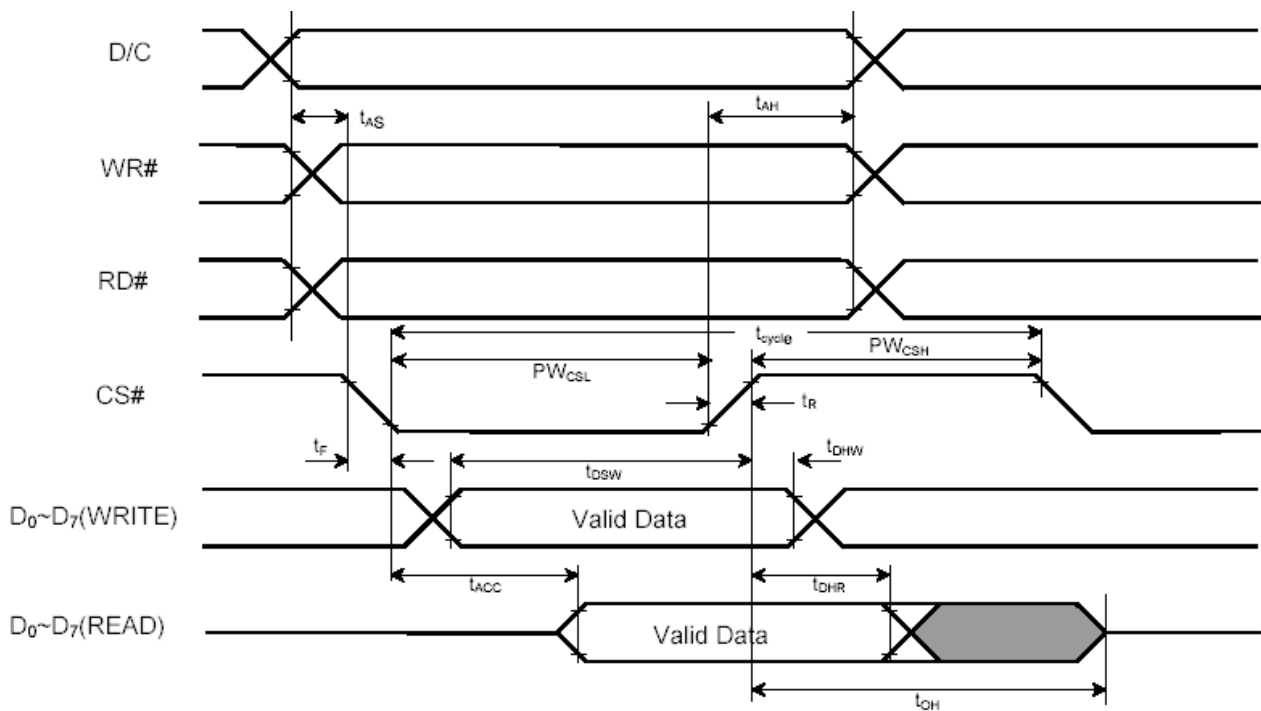 D/C
tAS
tAH
WR#
RD#
tcycle
PWCSL
PWCSH
CS#
tR
tF
tDSW
tDHW
D0~D7(WRITE)
Valid Data
tACC
tDHR
D0~D7(READ)
Valid Data
tOH